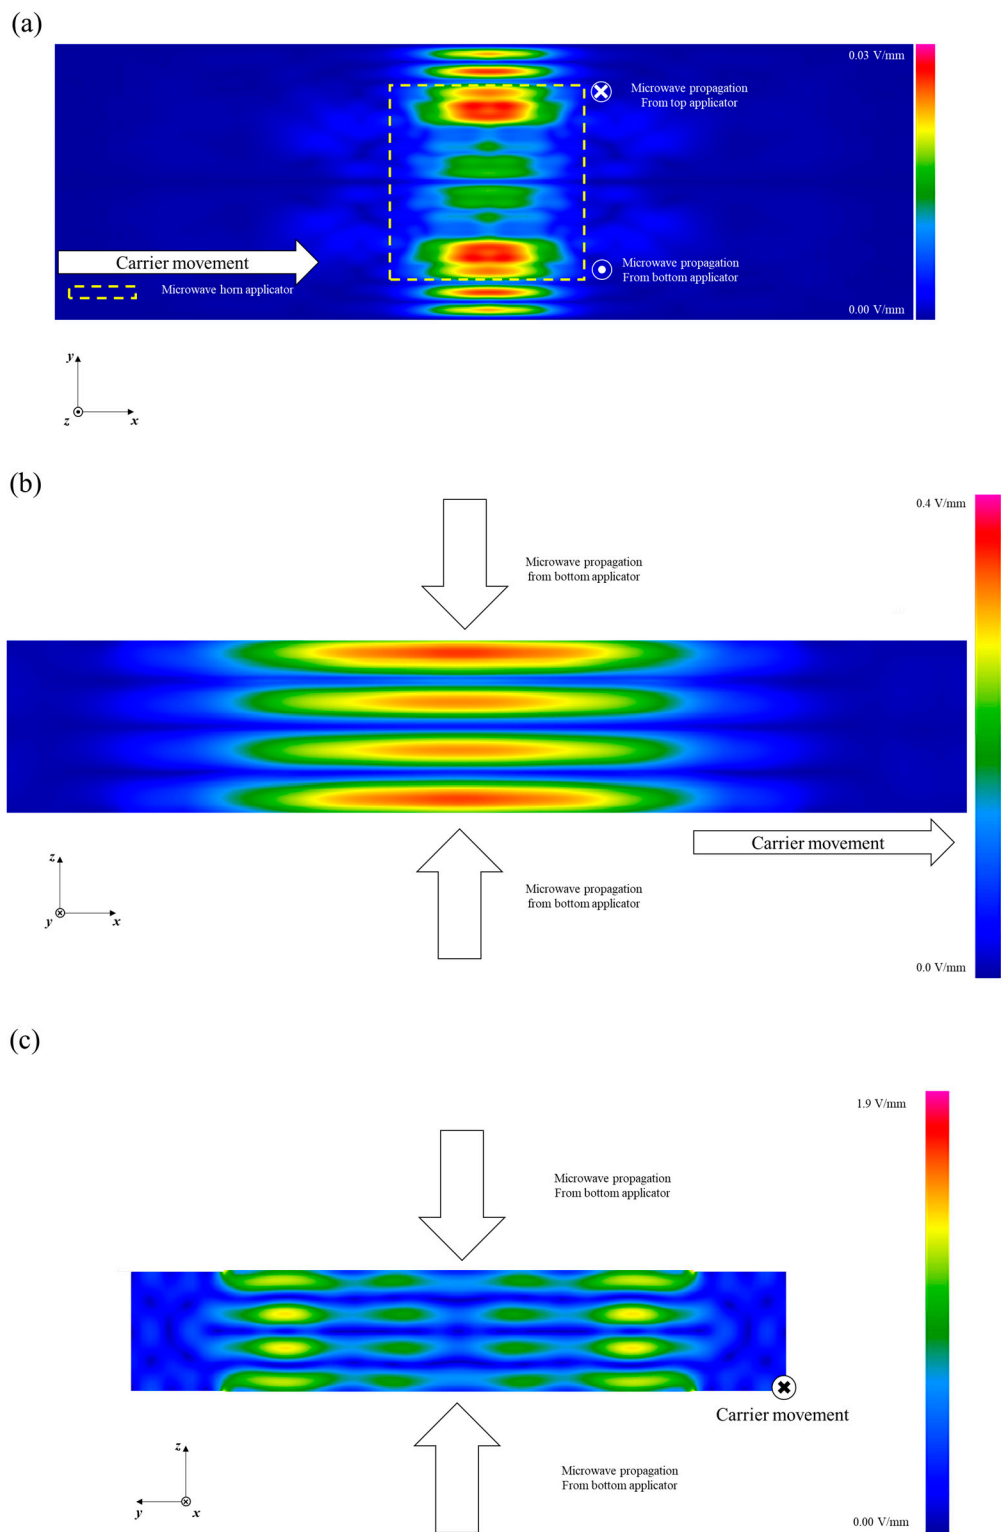 (a)
0.03 V/mm
Microwave propagation
From top applicator
Carrier movement
Microwave propagation
From bottom applicator
Microwave horn applicator
0.00 V/mm
y
z
x
(b)
0.4 V/mm
Microwave propagation
from bottom applicator
Carrier movement
z
y
x
Microwave propagation
from bottom applicator
0.0 V/mm
(c)
1.9 V/mm
Microwave propagation
From bottom applicator
Carrier movement
z
y
x
Microwave propagation
From bottom applicator
0.00 V/mm